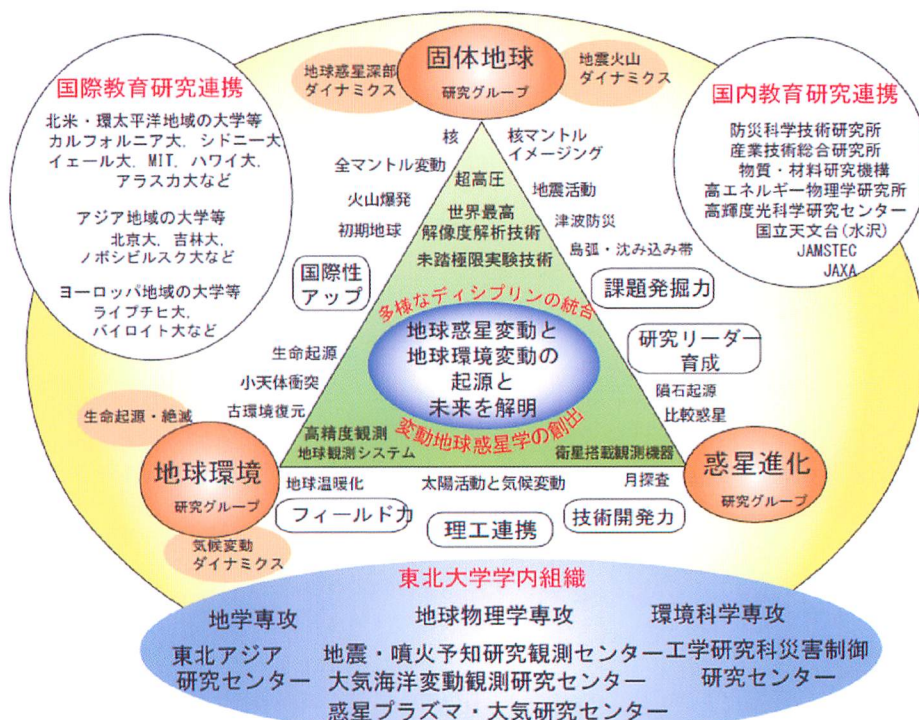 固体地球
研究グループ
地球惑星深部
ダイナミクス
地震火山
ダイナミクス
国際教育研究連携
北米・環太平洋地域の大学等
カルフォルニア大, シドニー大
イェール大, MIT, ハワイ大,
アラスカ大など
アジア地域の大学等
北京大, 吉林大,
ノボシビルスク大など
ヨーロッパ地域の大学等
ライプチヒ大,
バイロイト大など
国内教育研究連携
防災科学技術研究所
産業技術総合研究所
物質・材料研究機構
高エネルギー物理学研究所
高輝度光科学研究センター
国立天文台(水沢)
JAMSTEC
JAXA
核
全マントル変動
火山爆発
初期地球
核マントル
イメージング
地震活動
津波防災
島弧・沈み込み帯
超高圧
世界最高
解像度解析技術
未踏極限実験技術
国際性
アップ
課題発掘力
多様なディシプリンの統合
地球惑星変動と
地球環境変動の
起源と
未来を解明
変動地球惑星学の創出
研究リーダー
育成
生命起源
小天体衝突
古環境復元
隕石起源
比較惑星
生命起源・絶滅
高精度観測
地球観測システム
衛星搭載観測機器
地球環境
研究グループ
惑星進化
研究グループ
地球温暖化
太陽活動と気候変動
月探査
フィールド力
理工連携
技術開発力
気候変動
ダイナミクス
東北大学学内組織
地学専攻
地球物理学専攻
環境科学専攻
東北アジア
研究センター
地震・噴火予知研究観測センター
大気海洋変動観測研究センター
惑星プラズマ・大気研究センター
工学研究科災害制御
研究センター